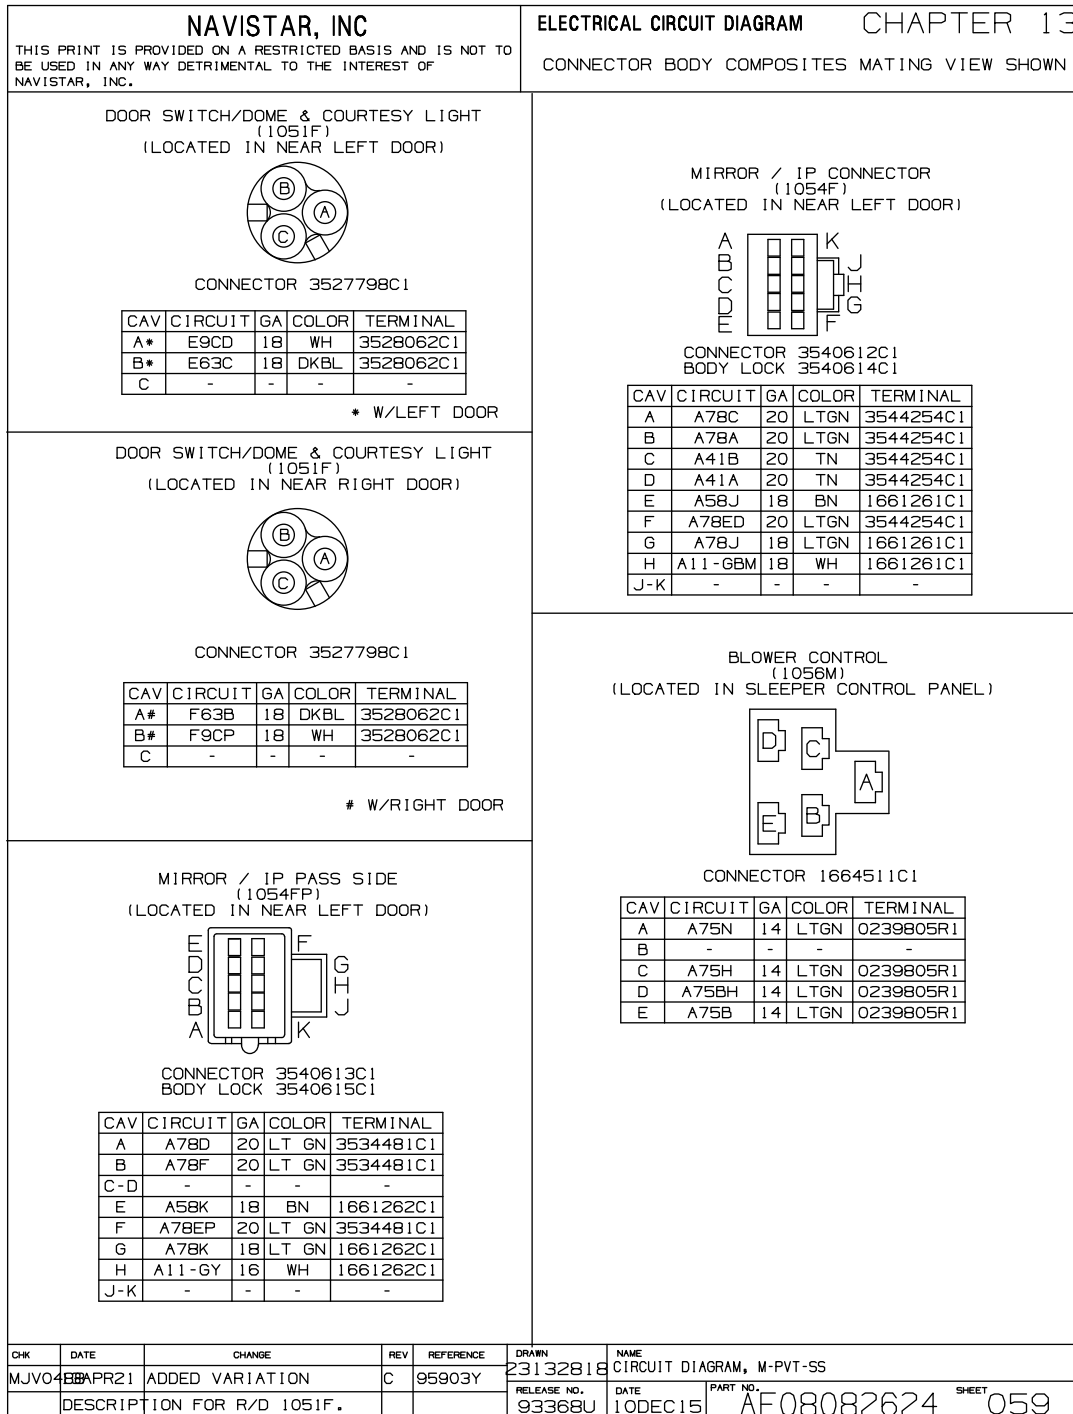 NAVISTAR, INC
THIS PRINT IS PROVIDED ON A RESTRICTED BASIS AND IS NOT TO
BE USED IN ANY WAY DETRIMENTAL TO THE INTEREST OF
NAVISTAR, INC.
ELECTRICAL CIRCUIT DIAGRAM CHAPTER 13
CONNECTOR BODY COMPOSITES MATING VIEW SHOWN
DOOR SWITCH/DOME & COURTESY LIGHT
(1051F)
(LOCATED IN NEAR LEFT DOOR)
B
A
C
CONNECTOR 3527798C1
CAV CIRCUIT GA COLOR TERMINAL
A* E9CD 18 WH 3528062C1
B* E63C 18 DKBL 3528062C1
C - - - -
* W/LEFT DOOR
DOOR SWITCH/DOME & COURTESY LIGHT
(1051F)
(LOCATED IN NEAR RIGHT DOOR)
B
A
C
CONNECTOR 3527798C1
CAV CIRCUIT GA COLOR TERMINAL
A# F63B 18 DKBL 3528062C1
B# F9CP 18 WH 3528062C1
C - - - -
# W/RIGHT DOOR
MIRROR / IP PASS SIDE
(1054FP)
(LOCATED IN NEAR LEFT DOOR)
E F
D G
C H
B J
A K
CONNECTOR 3540613C1
BODY LOCK 3540615C1
CAV CIRCUIT GA COLOR TERMINAL
A A78D 20 LT GN 3534481C1
B A78F 20 LT GN 3534481C1
C-D - - - -
E A58K 18 BN 1661262C1
F A78EP 20 LT GN 3534481C1
G A78K 18 LT GN 1661262C1
H A11-GY 16 WH 1661262C1
J-K - - - -
MIRROR / IP CONNECTOR
(1054F)
(LOCATED IN NEAR LEFT DOOR)
A K
B J
C H
D G
E F
CONNECTOR 3540612C1
BODY LOCK 3540614C1
CAV CIRCUIT GA COLOR TERMINAL
A A78C 20 LTGN 3544254C1
B A78A 20 LTGN 3544254C1
C A41B 20 TN 3544254C1
D A41A 20 TN 3544254C1
E A58J 18 BN 1661261C1
F A78ED 20 LTGN 3544254C1
G A78J 18 LTGN 1661261C1
H A11-GBM 18 WH 1661261C1
J-K - - - -
BLOWER CONTROL
(1056M)
(LOCATED IN SLEEPER CONTROL PANEL)
D C
A
E B
CONNECTOR 1664511C1
CAV CIRCUIT GA COLOR TERMINAL
A A75N 14 LTGN 0239805R1
B - - - -
C A75H 14 LTGN 0239805R1
D A75BH 14 LTGN 0239805R1
E A75B 14 LTGN 0239805R1
CHK DATE CHANGE REV REFERENCE
ADDED VARIATION C 95903Y
DESCRIPTION FOR R/D 1051F.
DRAWN NAME
23132818 CIRCUIT DIAGRAM, M-PVT-SS
RELEASE NO. DATE PART NO. SHEET
93368U 10DEC15 AF08082624 059